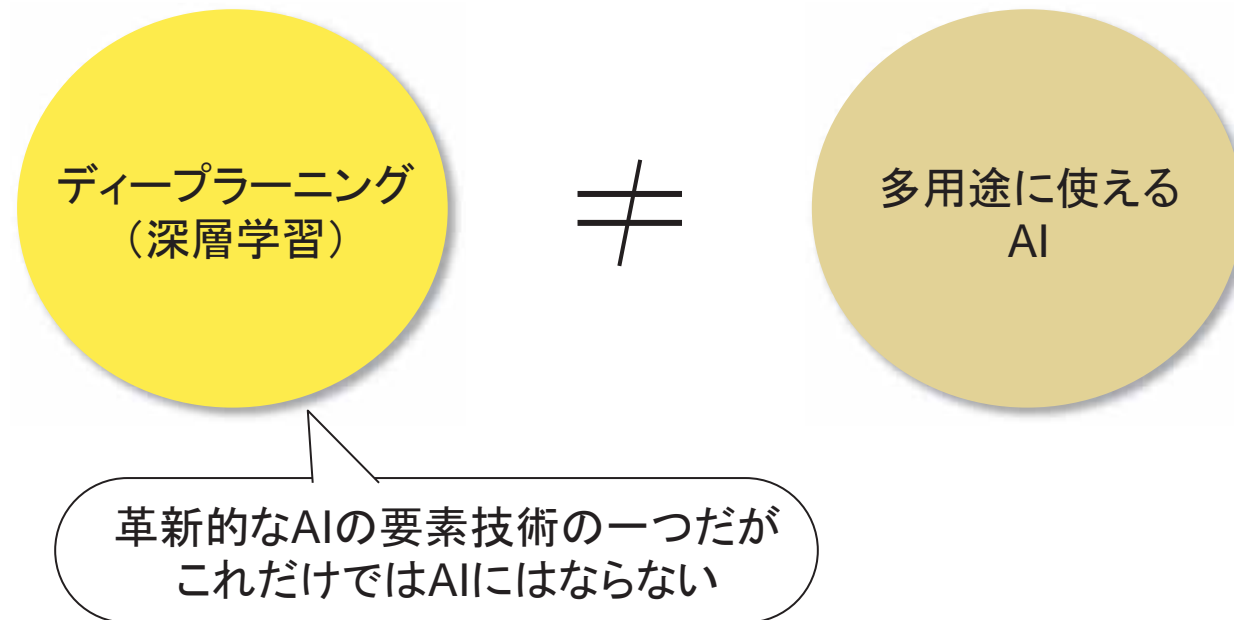 ディープラーニング
（深層学習）
≠
多用途に使える
AI
革新的なAIの要素技術の一つだが
これだけではAIにはならない